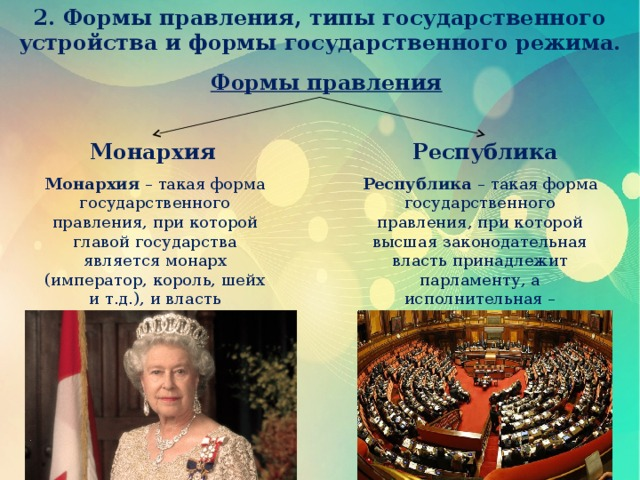 2. Формы правления, типы государственного
устройства и формы государственного режима.
Формы правления
Монархия
Монархия – такая форма
государственного
правления, при которой
главой государства
является монарх
(император, король, шейх
и т.д.), и власть
Республика
Республика – такая форма
государственного
правления, при которой
высшая законодательная
власть принадлежит
парламенту, а
исполнительная –